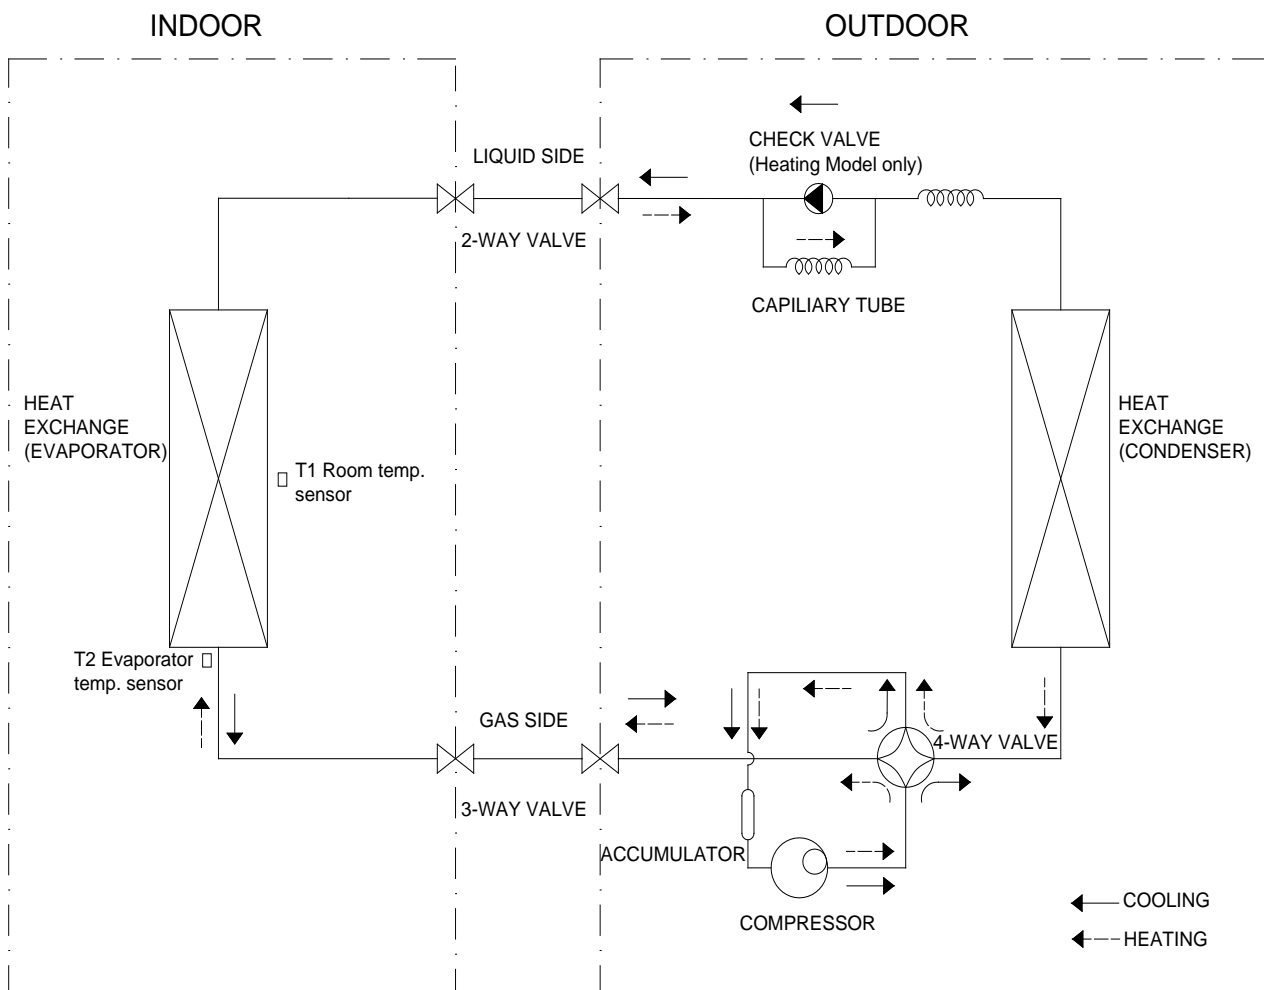 INDOOR
OUTDOOR
CHECK VALVE
(Heating Model only)
LIQUID SIDE
2-WAY VALVE
CAPILIARY TUBE
HEAT
EXCHANGE
(EVAPORATOR)
T1 Room temp.
sensor
HEAT
EXCHANGE
(CONDENSER)
T2 Evaporator
temp. sensor
GAS SIDE
4-WAY VALVE
3-WAY VALVE
ACCUMULATOR
COMPRESSOR
COOLING
HEATING